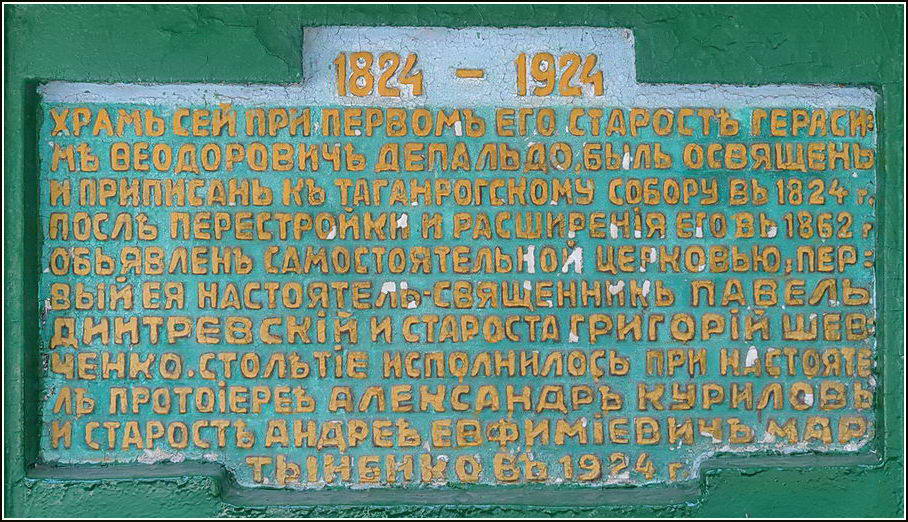 1824 – 1924
ХРАМЪ СЕЙ ПРИ ПЕРВОМЪ ЕГО СТАРОСТѢ ГЕРАСИ:
МѢ ѲЕОДОРОВИЧѢ ДЕПАЛЬДО, БЫЛЪ ОСВЯЩЕНЪ
И ПРИПИСАНЪ КЪ ТАГАНРОГСКОМУ СОБОРУ ВЪ 1824 г.,
ПОСЛѢ ПЕРЕСТРОЙКИ И РАСШИРЕНІЯ ЕГО ВЪ 1862 г.
ОБЪЯВЛЕНЪ САМОСТОЯТЕЛЬНОЙ ЦЕРКОВЬЮ, ПЕР:
ВЫЙ ЕЯ НАСТОЯТЕЛЬ-СВЯЩЕННИКЪ ПАВЕЛЪ
ДИИТРЕВСКІЙ И СТАРОСТА ГРИГОРІЙ ШЕВ:
ЧЕНКО. СТОЛѢТІЕ ИСПОЛНИЛОСЬ ПРИ НАСТОЯТЕ:
ЛѢ ПРОТОІЕРЕѢ АЛЕКСАНДРѢ КУРИЛОВѢ
И СТАРОСТѢ АНДРЕѢ ЕВФИМІЕВИЧѢ МАР
ТЫНЕНКО ВЪ 1924 г.